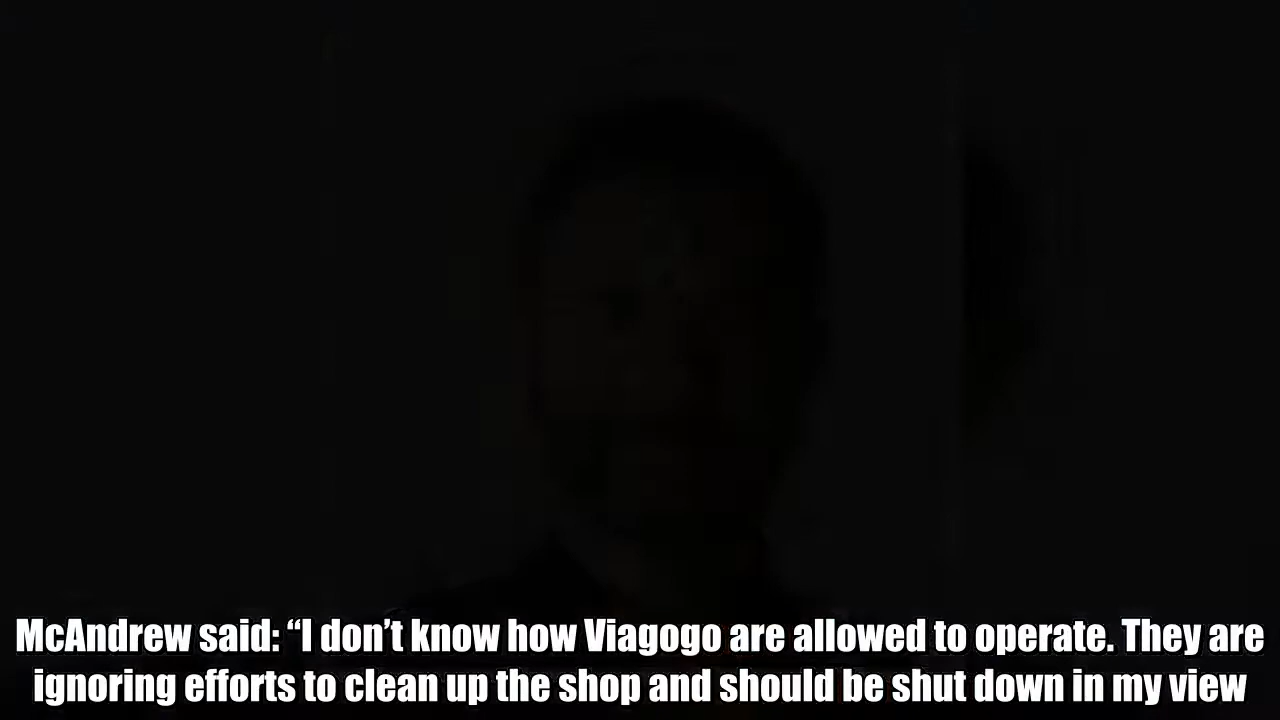 McAndrew said: “I don’t know how Viagogo are allowed to operate. They are
ignoring efforts to clean up the shop and should be shut down in my view